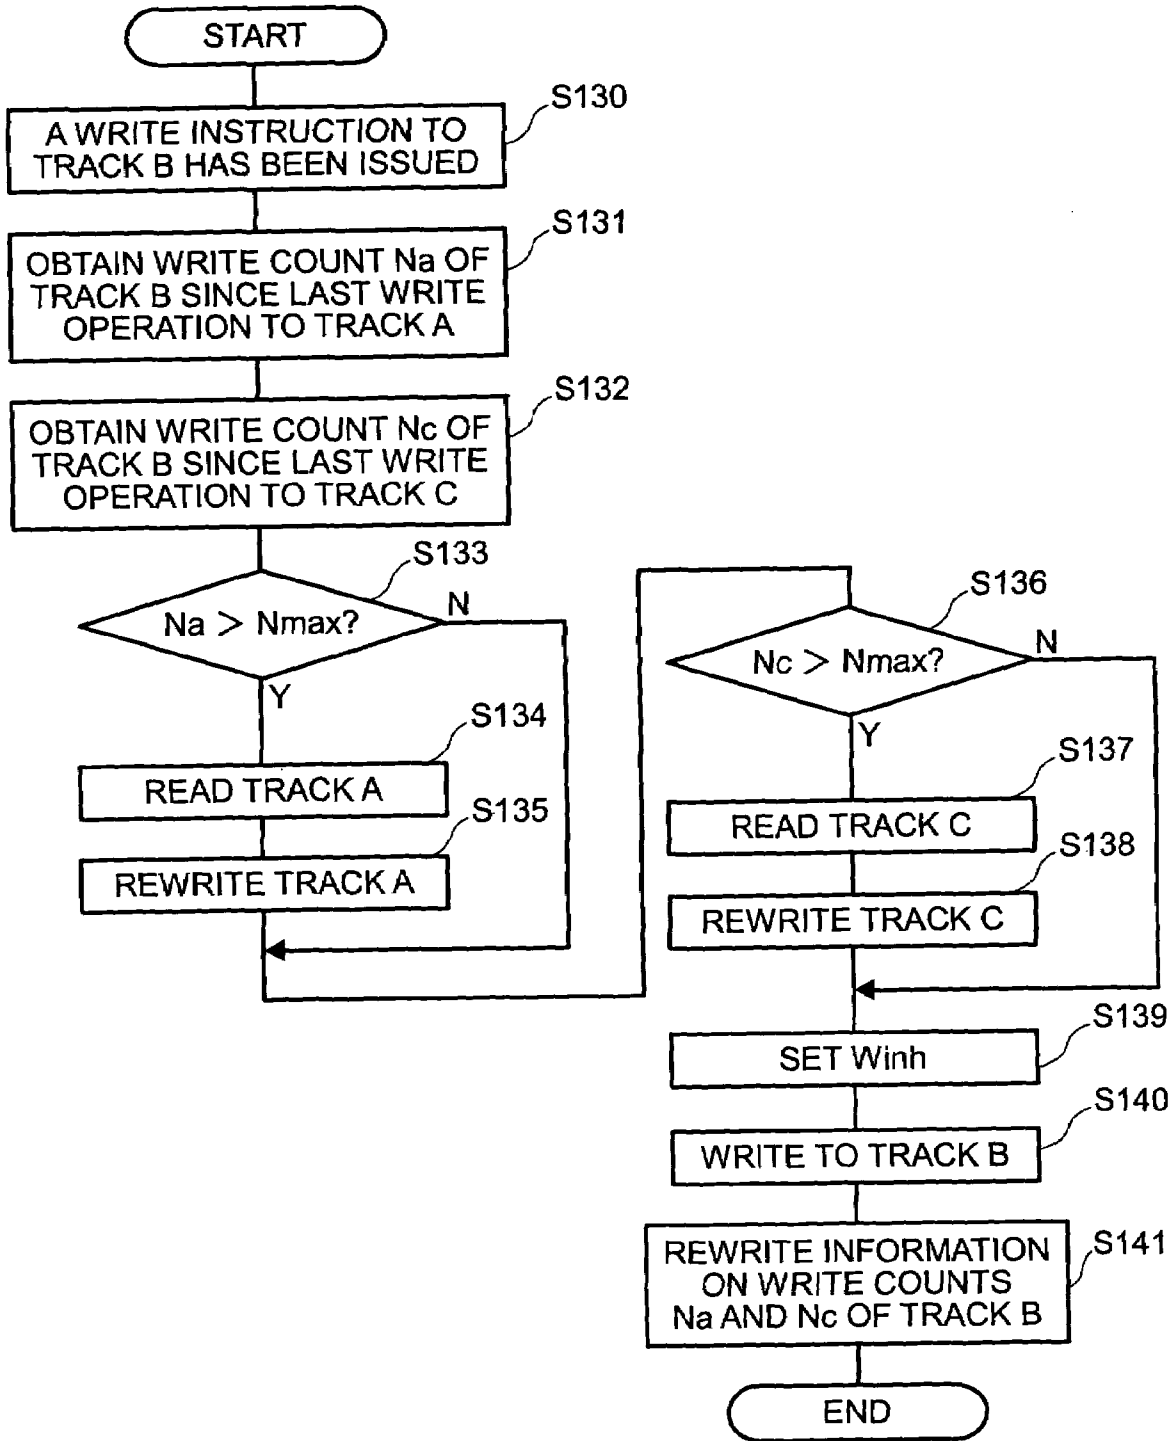 START
S130
A WRITE INSTRUCTION TO
TRACK B HAS BEEN ISSUED
S131
OBTAIN WRITE COUNT Na OF
TRACK B SINCE LAST WRITE
OPERATION TO TRACK A
S132
OBTAIN WRITE COUNT Nc OF
TRACK B SINCE LAST WRITE
OPERATION TO TRACK C
S133
Na > Nmax?
N
Y
S134
READ TRACK A
S135
REWRITE TRACK A
S136
Nc > Nmax?
N
Y
S137
READ TRACK C
S138
REWRITE TRACK C
S139
SET Winh
S140
WRITE TO TRACK B
S141
REWRITE INFORMATION
ON WRITE COUNTS
Na AND Nc OF TRACK B
END